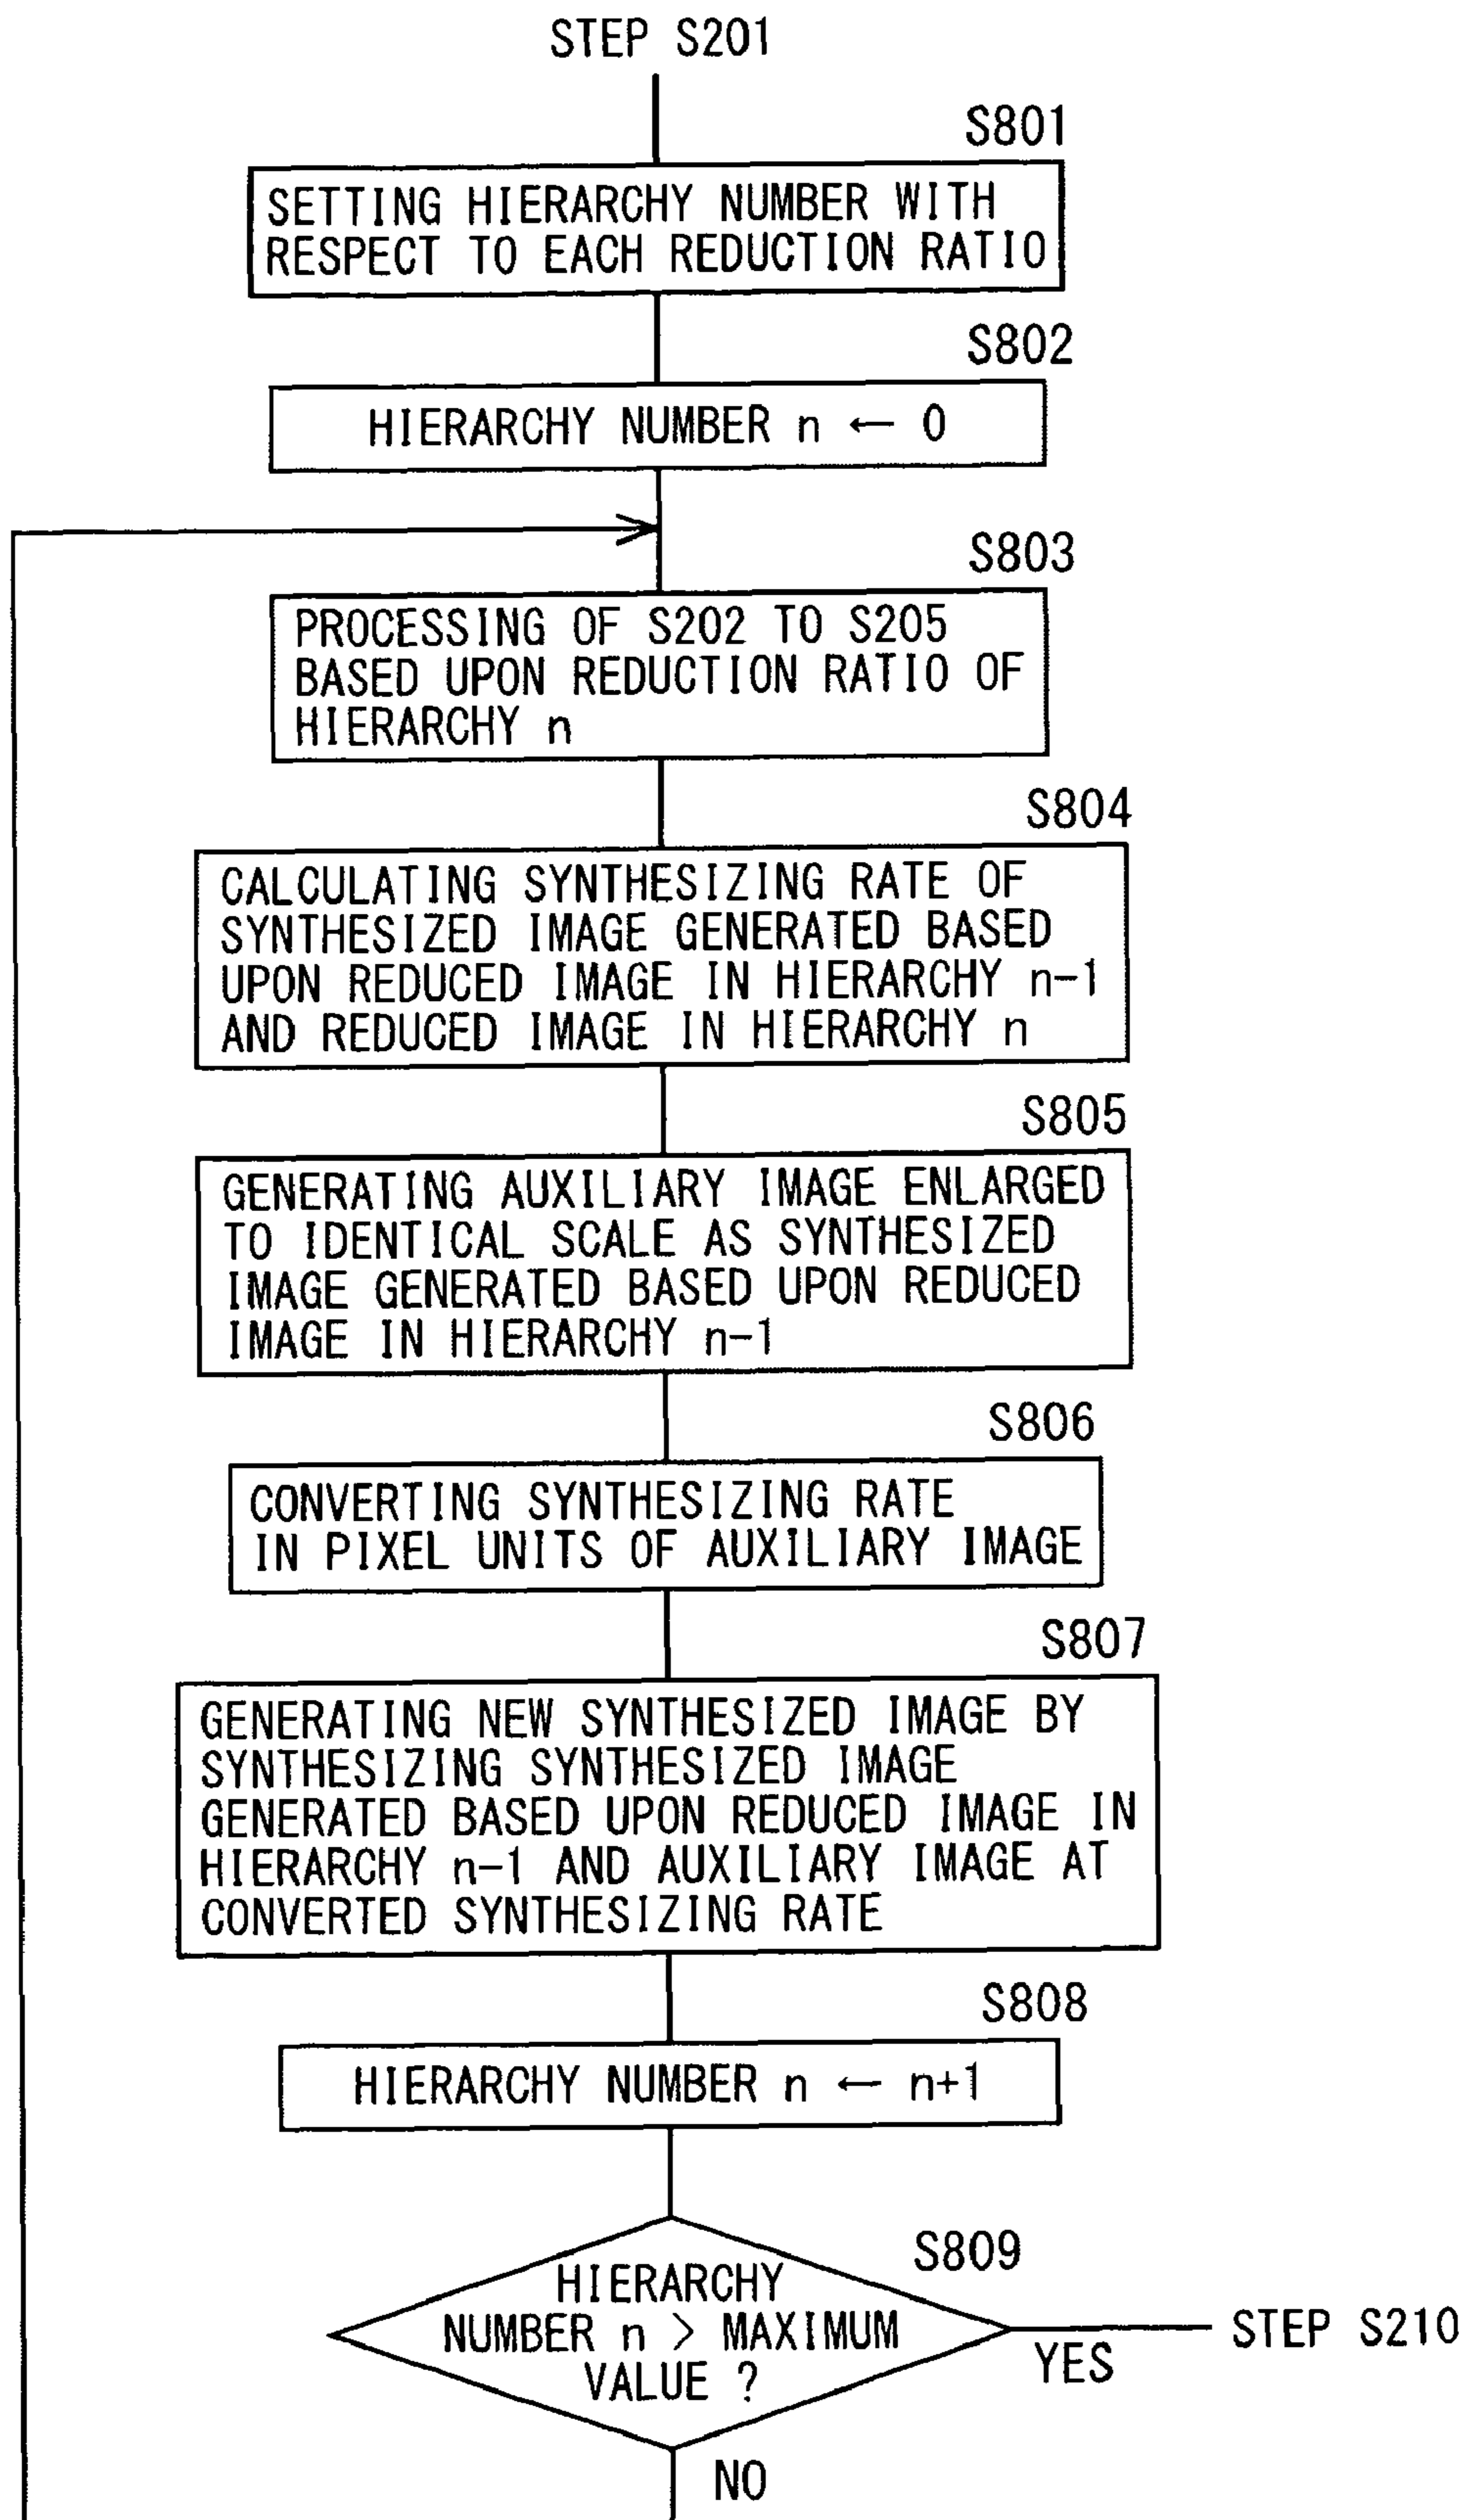 STEP S201
S801
SETTING HIERARCHY NUMBER WITH
RESPECT TO EACH REDUCTION RATIO
S802
HIERARCHY NUMBER n ← 0
S803
PROCESSING OF S202 TO S205
BASED UPON REDUCTION RATIO OF
HIERARCHY n
S804
CALCULATING SYNTHESIZING RATE OF
SYNTHESIZED IMAGE GENERATED BASED
UPON REDUCED IMAGE IN HIERARCHY n-1
AND REDUCED IMAGE IN HIERARCHY n
S805
GENERATING AUXILIARY IMAGE ENLARGED
TO IDENTICAL SCALE AS SYNTHESIZED
IMAGE GENERATED BASED UPON REDUCED
IMAGE IN HIERARCHY n-1
S806
CONVERTING SYNTHESIZING RATE
IN PIXEL UNITS OF AUXILIARY IMAGE
S807
GENERATING NEW SYNTHESIZED IMAGE BY
SYNTHESIZING SYNTHESIZED IMAGE
GENERATED BASED UPON REDUCED IMAGE IN
HIERARCHY n-1 AND AUXILIARY IMAGE AT
CONVERTED SYNTHESIZING RATE
S808
HIERARCHY NUMBER n ← n+1
S809
HIERARCHY
NUMBER n > MAXIMUM
VALUE ?
YES
STEP S210
NO